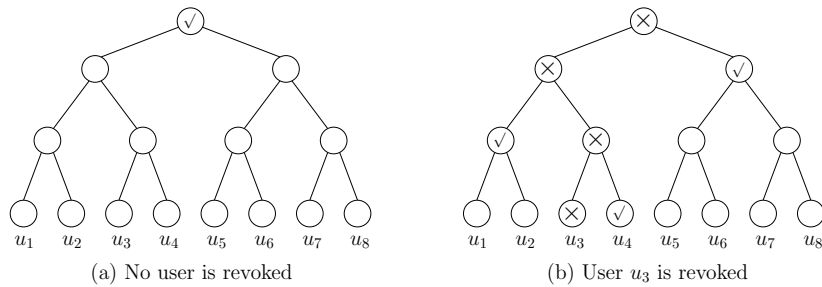 ✓ ×
× ✓
✓ ×
× ✓
u₁ u₂ u₃ u₄ u₅ u₆ u₇ u₈ u₁ u₂ u₃ u₄ u₅ u₆ u₇ u₈
(a) No user is revoked (b) User u₃ is revoked